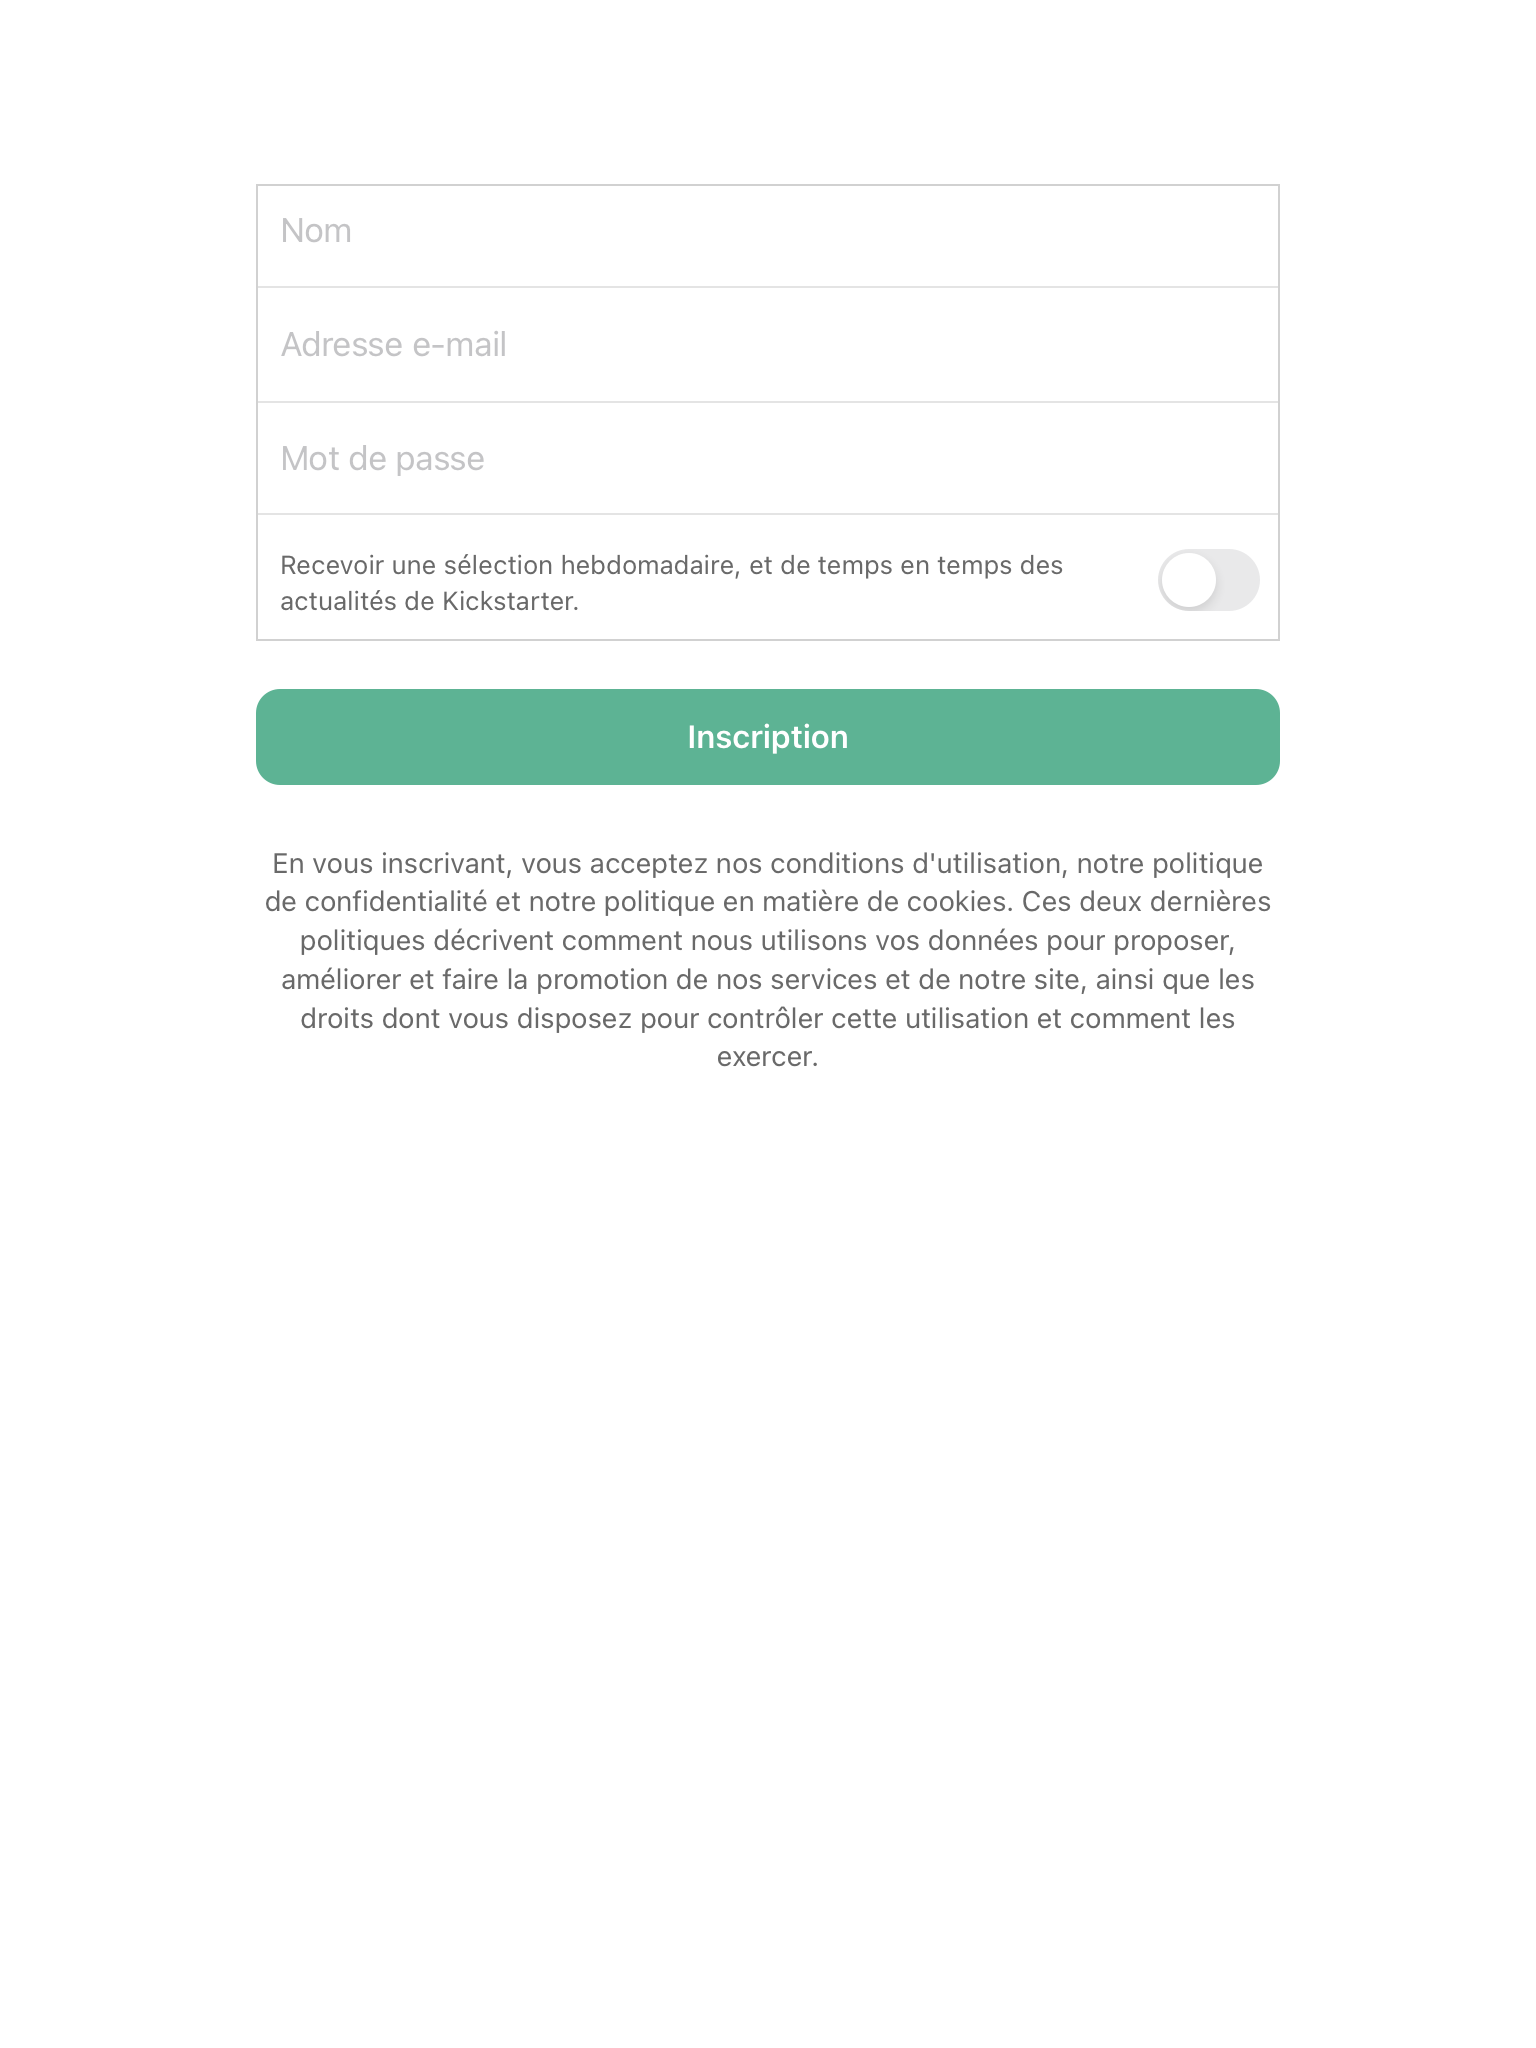 Nom
Adresse e-mail
Mot de passe
Recevoir une sélection hebdomadaire, et de temps en temps des
actualités de Kickstarter.
Inscription
En vous inscrivant, vous acceptez nos conditions d'utilisation, notre politique
de confidentialité et notre politique en matière de cookies. Ces deux dernières
politiques décrivent comment nous utilisons vos données pour proposer,
améliorer et faire la promotion de nos services et de notre site, ainsi que les
droits dont vous disposez pour contrôler cette utilisation et comment les
exercer.